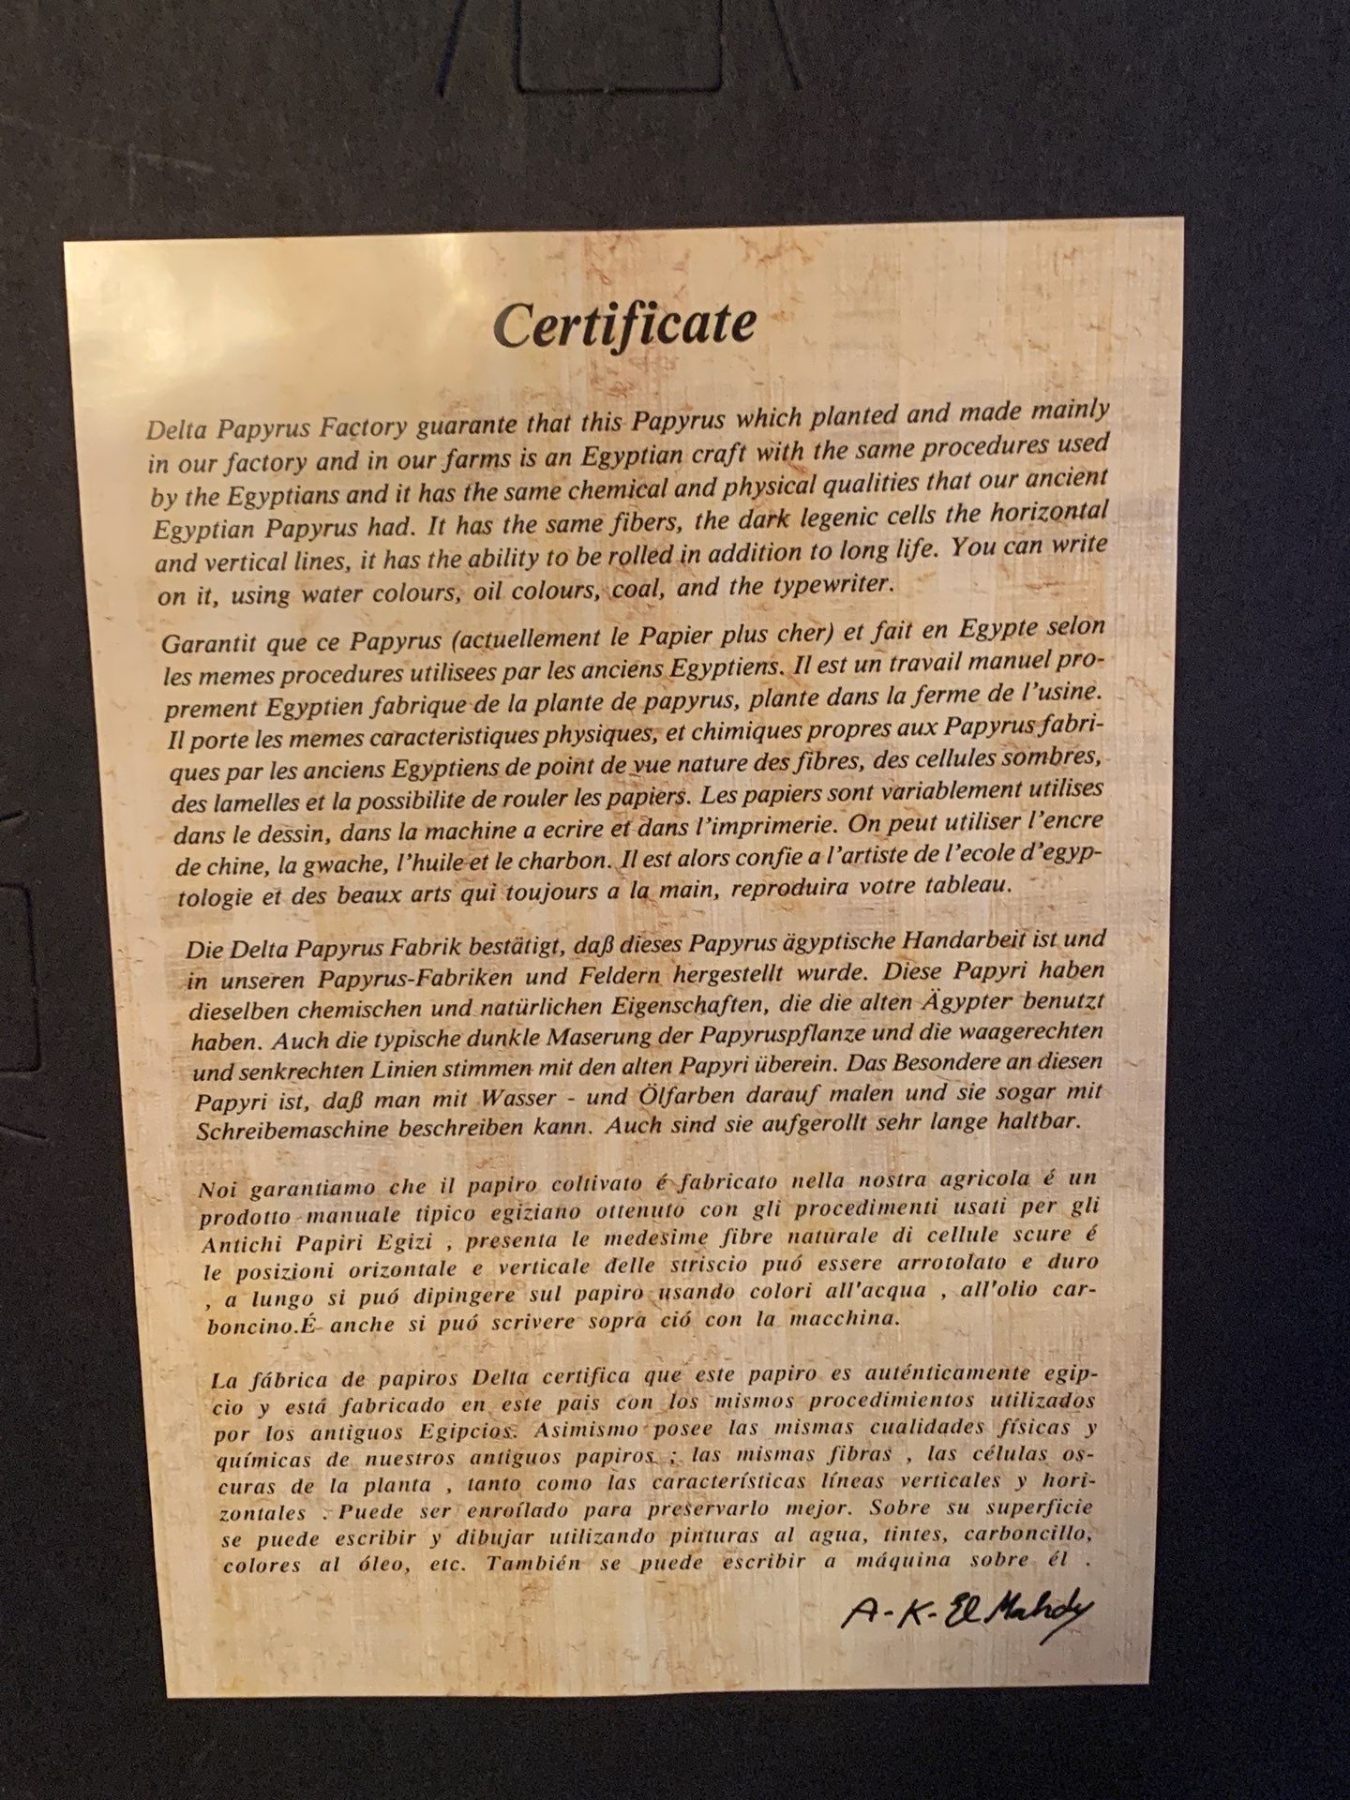 Certificate
Delta Papyrus Factory guarante that this Papyrus which planted and made mainly
in our factory and in our farms is an Egyptian craft with the same procedures used
by the Egyptians and it has the same chemical and physical qualities that our ancient
Egyptian Papyrus had. It has the same fibers, the dark legenic cells the horizontal
and vertical lines, it has the ability to be rolled in addition to long life. You can write
on it, using water colours, oil colours, coal, and the typewriter.
Garantit que ce Papyrus (actuellement le Papier plus cher) et fait en Egypte selon
les memes procedures utilisees par les anciens Egyptiens. Il est un travail manuel pro-
prement Egyptien fabrique de la plante de papyrus, plante dans la ferme de l'usine.
Il porte les memes caracteristiques physiques, et chimiques propres aux Papyrus fabri-
ques par les anciens Egyptiens de point de vue nature des fibres, des cellules sombres,
des lamelles et la possibilite de rouler les papiers. Les papiers sont variablement utilises
dans le dessin, dans la machine a ecrire et dans l'imprimerie. On peut utiliser l'encre
de chine, la gwache, l'huile et le charbon. Il est alors confie a l'artiste de l'ecole d'egyp-
tologie et des beaux arts qui toujours a la main, reproduira votre tableau.
Die Delta Papyrus Fabrik bestätigt, daß dieses Papyrus ägyptische Handarbeit ist und
in unseren Papyrus-Fabriken und Feldern hergestellt wurde. Diese Papyri haben
dieselben chemischen und natürlichen Eigenschaften, die die alten Ägypter benutzt
haben. Auch die typische dunkle Maserung der Papyruspflanze und die waagerechten
und senkrechten Linien stimmen mit den alten Papyri überein. Das Besondere an diesen
Papyri ist, daß man mit Wasser - und Ölfarben darauf malen und sie sogar mit
Schreibemaschine beschreiben kann. Auch sind sie aufgerollt sehr lange haltbar.
Noi garantiamo che il papiro coltivato é fabricato nella nostra agricola é un
prodotto manuale tipico egiziano ottenuto con gli procedimenti usati per gli
Antichi Papiri Egizi , presenta le medesime fibre naturale di cellule scure é
le posizioni orizontale e verticale delle striscio puó essere arrotolato e duro
, a lungo si puó dipingere sul papiro usando colori all'acqua , all'olio car-
boncino.É anche si puó scrivere sopra ció con la macchina.
La fábrica de papiros Delta certifica que este papiro es auténticamente egip-
cio y está fabricado en este pais con los mismos procedimientos utilizados
por los antiguos Egipcios. Asimismo posee las mismas cualidades físicas y
químicas de nuestros antiguos papiros ; las mismas fibras , las células os-
curas de la planta , tanto como las características líneas verticales y hori-
zontales . Puede ser enroílado para preservarlo mejor. Sobre su superficie
se puede escribir y dibujar utilizando pinturas al agua, tintes, carboncillo,
colores al óleo, etc. También se puede escribir a máquina sobre él .
A-K-El Mahdy